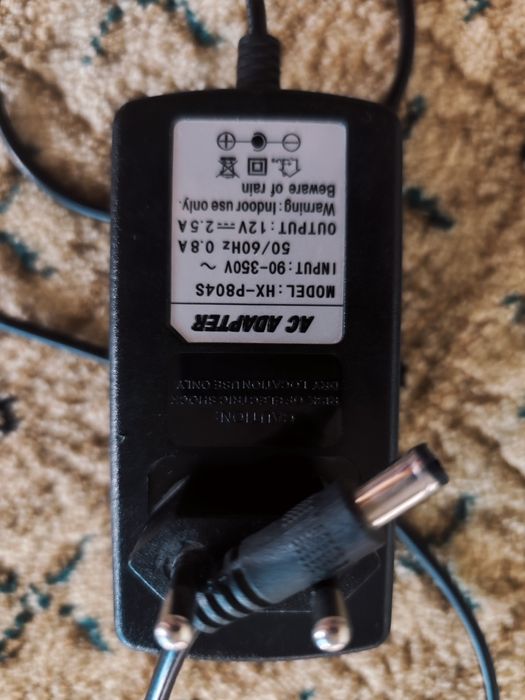 AC ADAPTER
MODEL: HX-P804S
INPUT: 90-350V ~
50/60Hz 0.8A
OUTPUT: 12V ⎓ 2.5A
Warning: Indoor use only.
Beware of rain
CAUTION:
RISK OF ELECTRIC SHOCK
DRY LOCATION USE ONLY